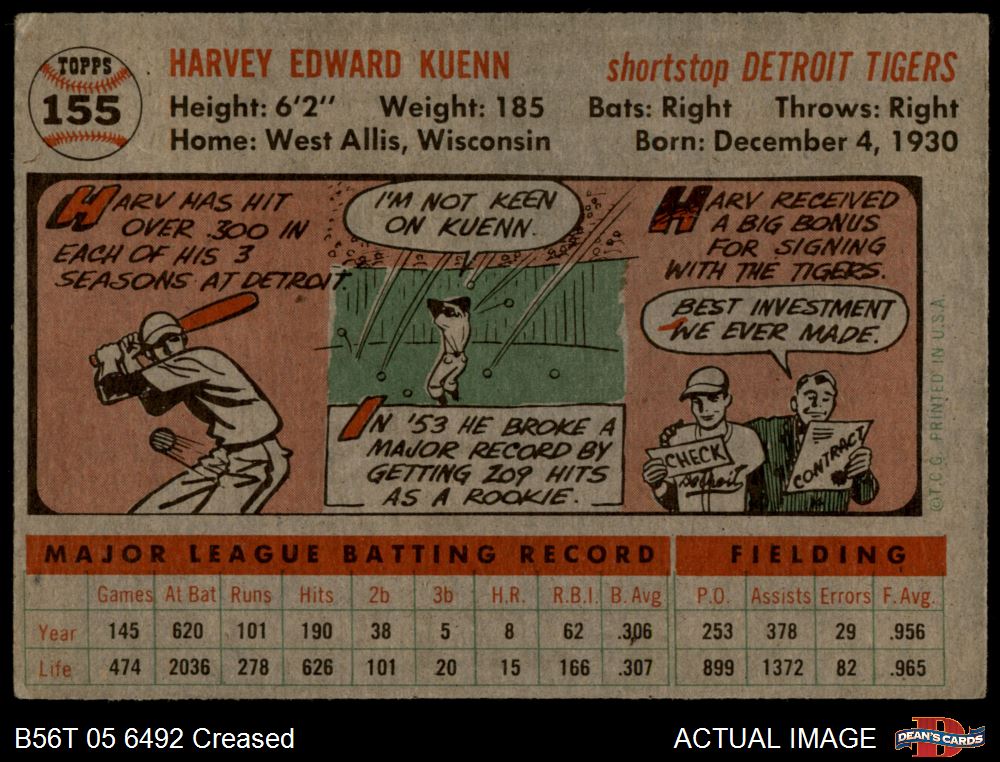 TOPPS
155
HARVEY EDWARD KUENN
shortstop DETROIT TIGERS
Height: 6'2" Weight: 185 Bats: Right Throws: Right
Home: West Allis, Wisconsin Born: December 4, 1930
HARV HAS HIT
OVER .300 IN
EACH OF HIS 3
SEASONS AT DETROIT.
I'M NOT KEEN
ON KUENN.
IN '53 HE BROKE A
MAJOR RECORD BY
GETTING 209 HITS
AS A ROOKIE.
HARV RECEIVED
A BIG BONUS
FOR SIGNING
WITH THE TIGERS.
BEST INVESTMENT
WE EVER MADE.
CHECK
Detroit
CONTRACT
©T.C.G. PRINTED IN U.S.A.
MAJOR LEAGUE BATTING RECORD FIELDING
Games At Bat Runs Hits 2b 3b H.R. R.B.I. B. Avg P.O. Assists Errors F. Avg.
Year 145 620 101 190 38 5 8 62 .306 253 378 29 .956
Life 474 2036 278 626 101 20 15 166 .307 899 1372 82 .965
B56T 05 6492 Creased
ACTUAL IMAGE
DEAN'S CARDS